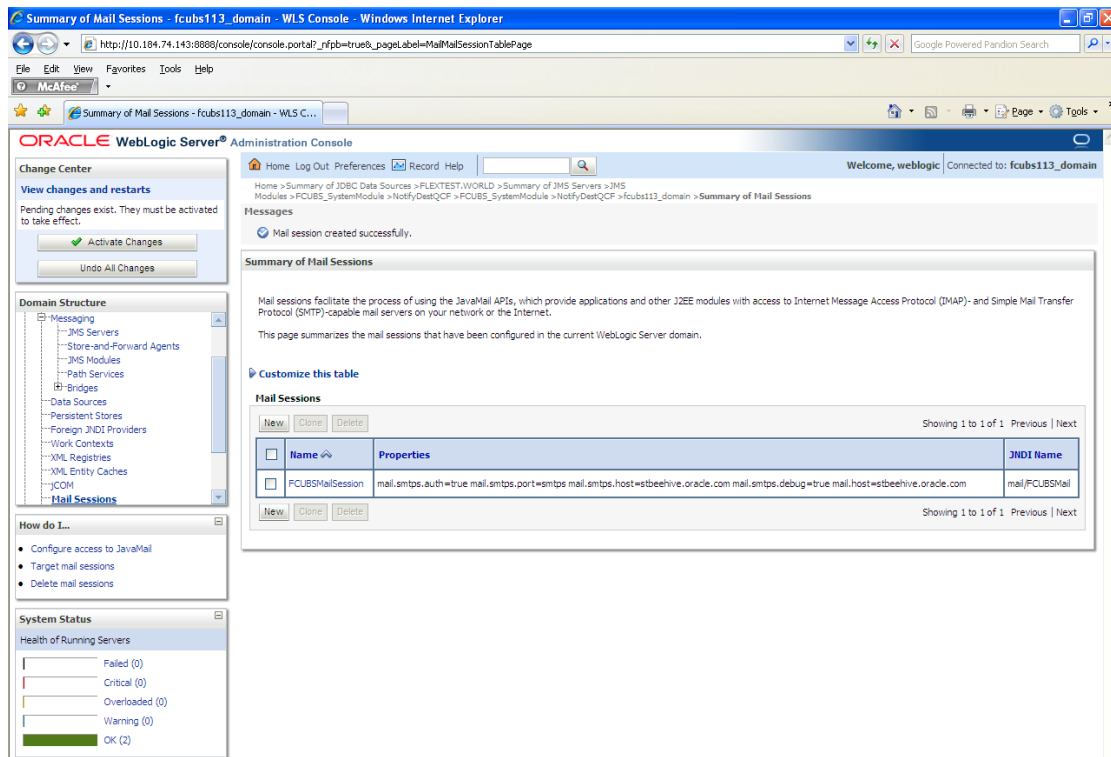 Summary of Mail Sessions - fcubs113_domain - WLS Console - Windows Internet Explorer
http://10.184.74.143:8888/console/console.portal?_nfpb=true&_pageLabel=MailMailSessionTablePage
Google Powered Pandion Search
File Edit View Favorites Tools Help
McAfee
Summary of Mail Sessions - fcubs113_domain - WLS C...
Page Tools
ORACLE WebLogic Server® Administration Console
Change Center
View changes and restarts
Pending changes exist. They must be activated
to take effect.
Activate Changes
Undo All Changes
Domain Structure
Messaging
JMS Servers
Store-and-Forward Agents
JMS Modules
Path Services
Bridges
Data Sources
Persistent Stores
Foreign JNDI Providers
Work Contexts
XML Registries
XML Entity Caches
jCOM
Mail Sessions
How do I...
Configure access to JavaMail
Target mail sessions
Delete mail sessions
System Status
Health of Running Servers
Failed (0)
Critical (0)
Overloaded (0)
Warning (0)
OK (2)
Home Log Out Preferences Record Help
Welcome, weblogic Connected to: fcubs113_domain
Home >Summary of JDBC Data Sources >FLEXTEST.WORLD >Summary of JMS Servers >JMS
Modules >FCUBS_SystemModule >NotifyDestQCF >FCUBS_SystemModule >NotifyDestQCF >fcubs113_domain >Summary of Mail Sessions
Messages
Mail session created successfully.
Summary of Mail Sessions
Mail sessions facilitate the process of using the JavaMail APIs, which provide applications and other J2EE modules with access to Internet Message Access Protocol (IMAP)- and Simple Mail Transfer
Protocol (SMTP)-capable mail servers on your network or the Internet.
This page summarizes the mail sessions that have been configured in the current WebLogic Server domain.
Customize this table
Mail Sessions
New Clone Delete
Showing 1 to 1 of 1 Previous | Next
Name Properties JNDI Name
FCUBSMailSession mail.smtps.auth=true mail.smtps.port=smtps mail.smtps.host=stbeehive.oracle.com mail.smtps.debug=true mail.host=stbeehive.oracle.com mail/FCUBSMail
New Clone Delete
Showing 1 to 1 of 1 Previous | Next